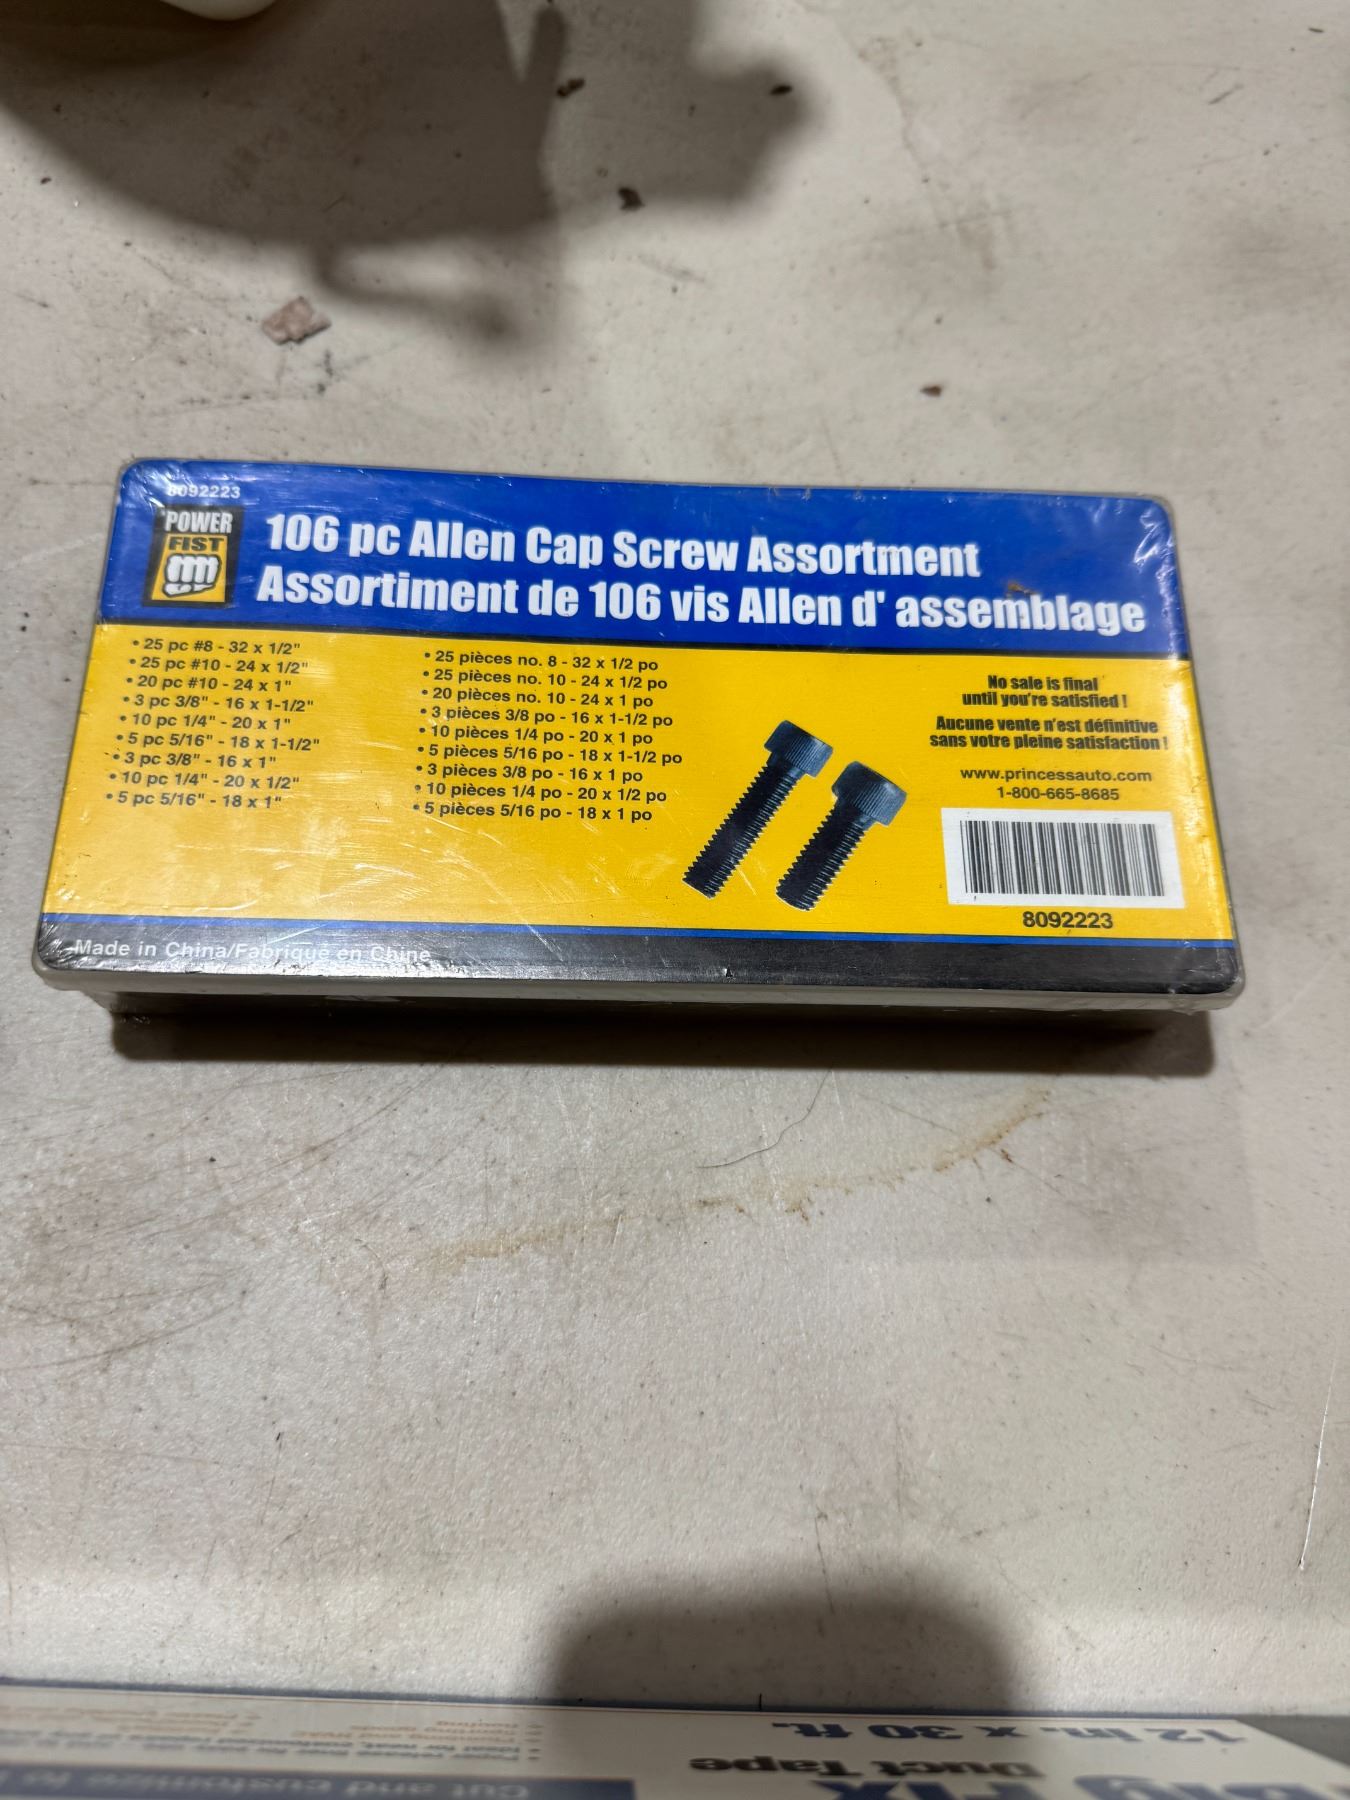 8092223
POWER
FIST
106 pc Allen Cap Screw Assortment
Assortiment de 106 vis Allen d' assemblage
• 25 pc #8 - 32 x 1/2"
• 25 pc #10 - 24 x 1/2"
• 20 pc #10 - 24 x 1"
• 3 pc 3/8" - 16 x 1-1/2"
• 10 pc 1/4" - 20 x 1"
• 5 pc 5/16" - 18 x 1-1/2"
• 3 pc 3/8" - 16 x 1"
• 10 pc 1/4" - 20 x 1/2"
• 5 pc 5/16" - 18 x 1"
• 25 pièces no. 8 - 32 x 1/2 po
• 25 pièces no. 10 - 24 x 1/2 po
• 20 pièces no. 10 - 24 x 1 po
• 3 pièces 3/8 po - 16 x 1-1/2 po
• 10 pièces 1/4 po - 20 x 1 po
• 5 pièces 5/16 po - 18 x 1-1/2 po
• 3 pièces 3/8 po - 16 x 1 po
• 10 pièces 1/4 po - 20 x 1/2 po
• 5 pièces 5/16 po - 18 x 1 po
No sale is final
until you're satisfied !
Aucune vente n'est définitive
sans votre pleine satisfaction !
www.princessauto.com
1-800-665-8685
8092223
Made in China/Fabriqué en Chine
12 in. x 30 ft.
Duct Tape
Cut and customize to